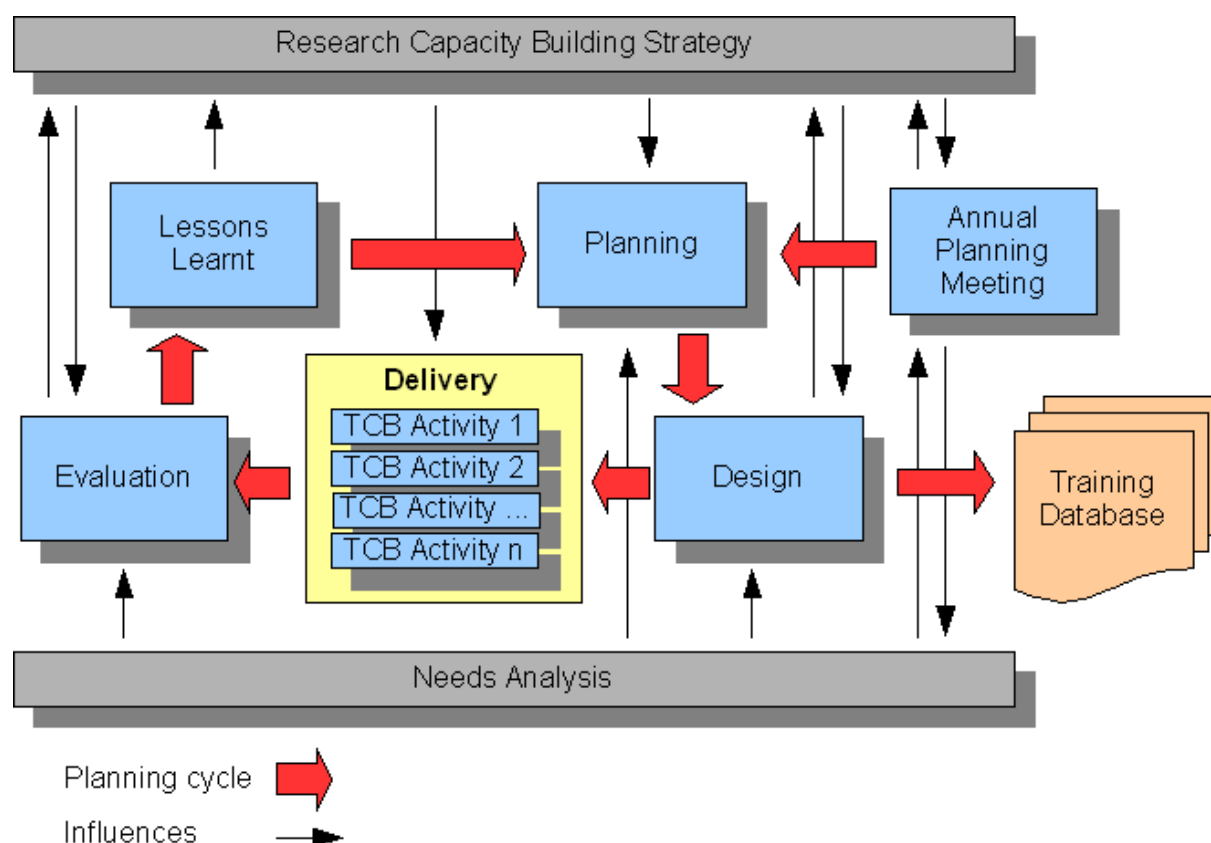 Research Capacity Building Strategy
Lessons
Learnt
Planning
Annual
Planning
Meeting
Delivery
TCB Activity 1
TCB Activity 2
TCB Activity ...
TCB Activity n
Evaluation
Design
Training
Database
Needs Analysis
Planning cycle
Influences